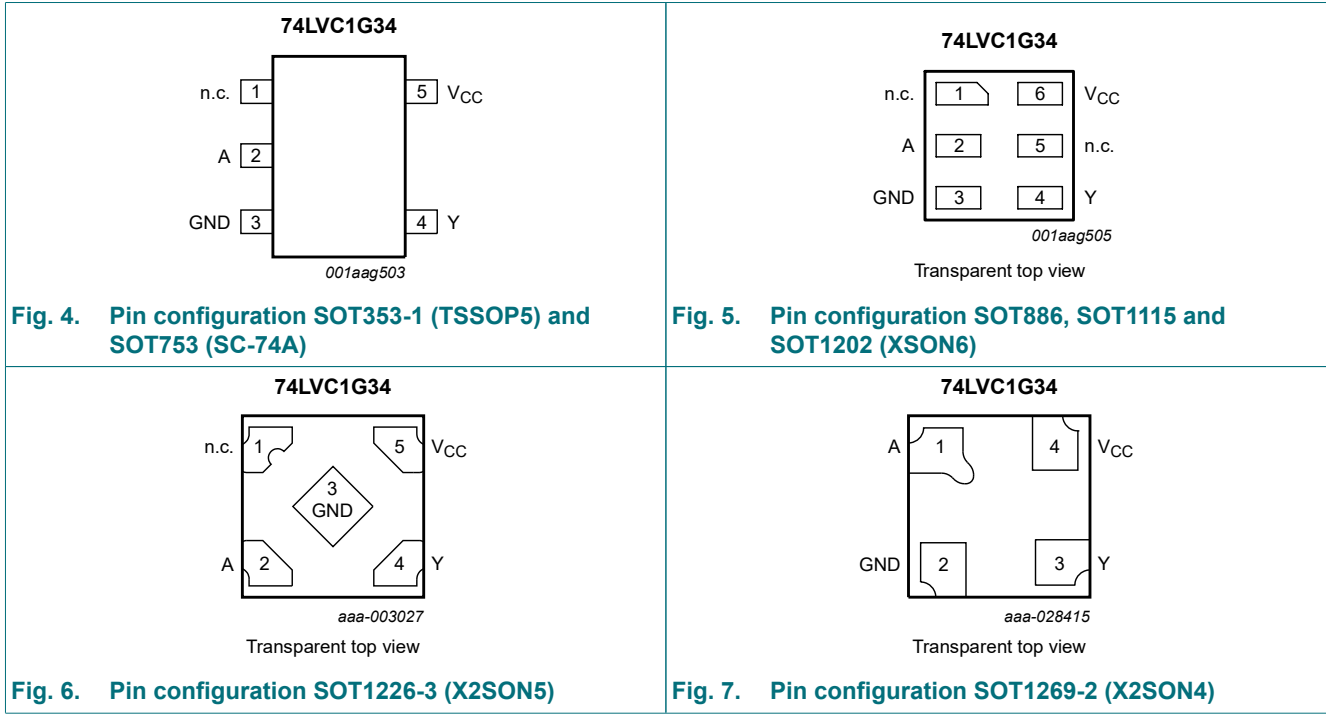 74LVC1G34
n.c. 1
5 VCC
A 2
GND 3
4 Y
001aag503
Fig. 4. Pin configuration SOT353-1 (TSSOP5) and
SOT753 (SC-74A)
74LVC1G34
n.c. 1
6 VCC
A 2
5 n.c.
GND 3
4 Y
001aag505
Transparent top view
Fig. 5. Pin configuration SOT886, SOT1115 and
SOT1202 (XSON6)
74LVC1G34
n.c. 1
5 VCC
3
GND
A 2
4 Y
aaa-003027
Transparent top view
Fig. 6. Pin configuration SOT1226-3 (X2SON5)
74LVC1G34
A 1
4 VCC
GND 2
3 Y
aaa-028415
Transparent top view
Fig. 7. Pin configuration SOT1269-2 (X2SON4)